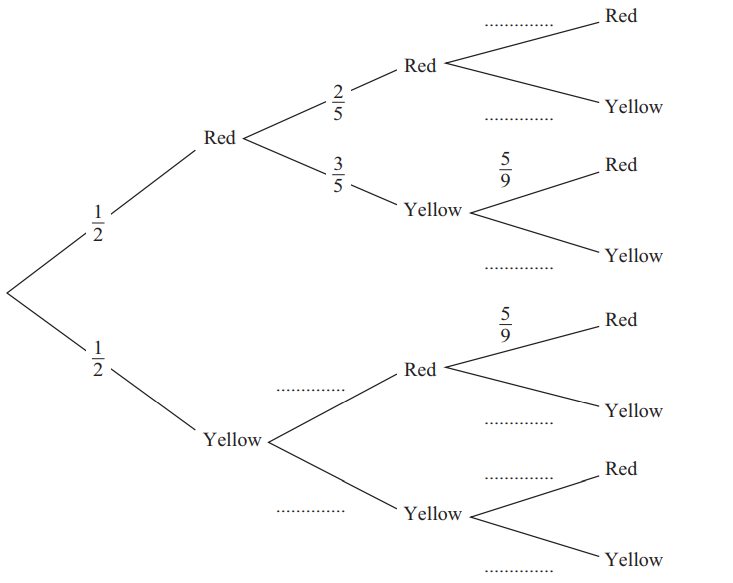 .............. Red
Red
2
5
.............. Yellow
Red
1
2
3
5
5
9
Red
Yellow
.............. Yellow
1
2
5
9
Red
.............. Red
.............. Yellow
Yellow
.............. Red
..............
Yellow
.............. Yellow